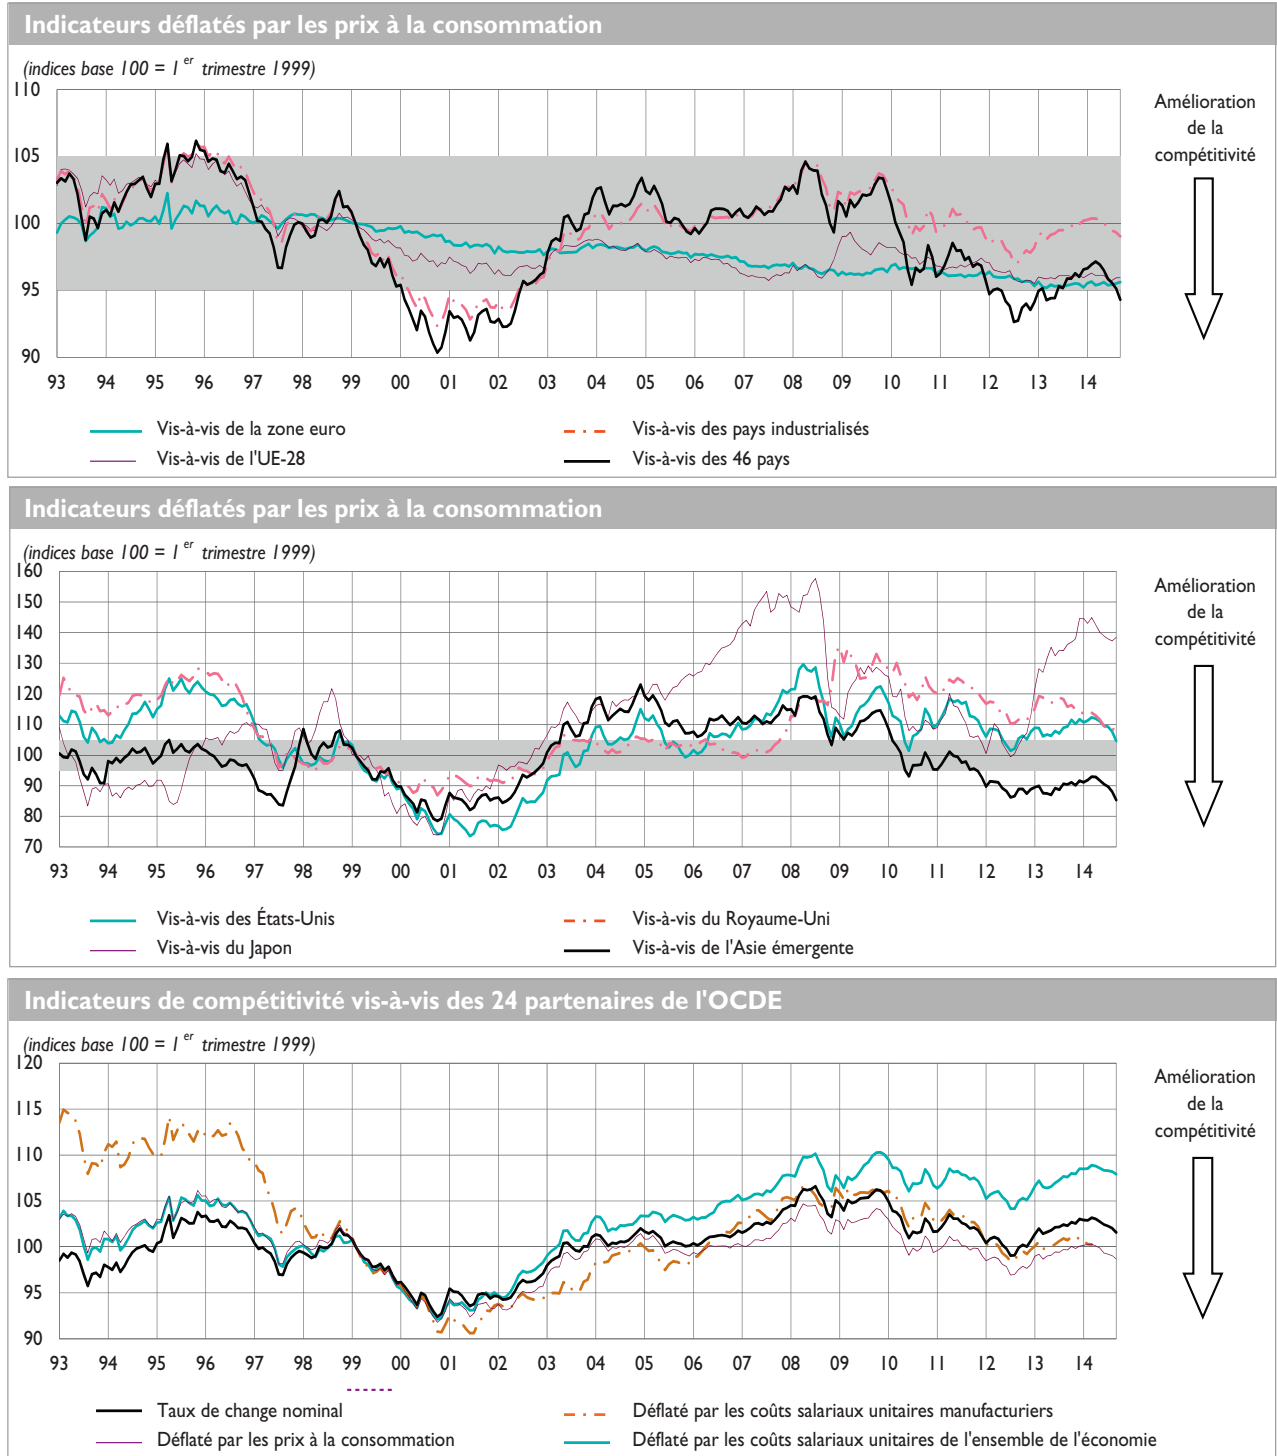 Indicateurs déflatés par les prix à la consommation
(indices base 100 = 1er trimestre 1999)
110
105
100
95
90
93 94 95 96 97 98 99 00 01 02 03 04 05 06 07 08 09 10 11 12 13 14
Amélioration
de la
compétitivité
Vis-à-vis de la zone euro
Vis-à-vis des pays industrialisés
Vis-à-vis de l'UE-28
Vis-à-vis des 46 pays
Indicateurs déflatés par les prix à la consommation
(indices base 100 = 1er trimestre 1999)
160
150
140
130
120
110
100
90
80
70
93 94 95 96 97 98 99 00 01 02 03 04 05 06 07 08 09 10 11 12 13 14
Amélioration
de la
compétitivité
Vis-à-vis des États-Unis
Vis-à-vis du Royaume-Uni
Vis-à-vis du Japon
Vis-à-vis de l'Asie émergente
Indicateurs de compétitivité vis-à-vis des 24 partenaires de l'OCDE
(indices base 100 = 1er trimestre 1999)
120
115
110
105
100
95
90
93 94 95 96 97 98 99 00 01 02 03 04 05 06 07 08 09 10 11 12 13 14
Amélioration
de la
compétitivité
Taux de change nominal
Déflaté par les coûts salariaux unitaires manufacturiers
Déflaté par les prix à la consommation
Déflaté par les coûts salariaux unitaires de l'ensemble de l'économie